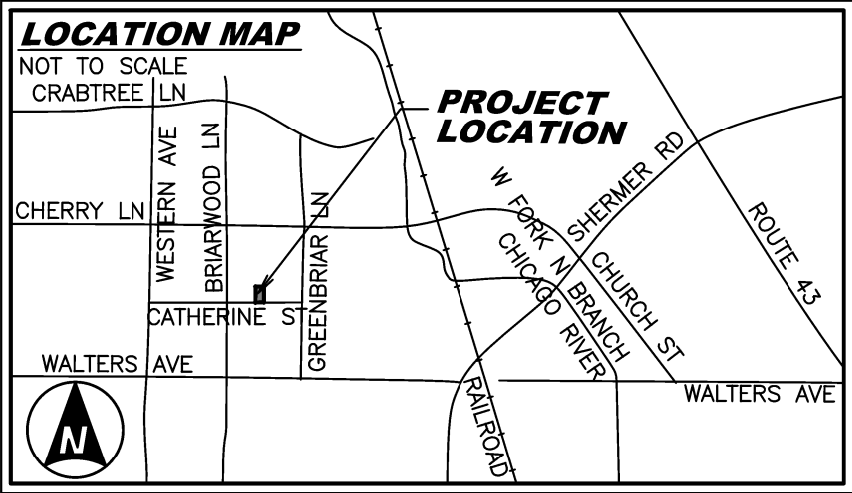 LOCATION MAP
NOT TO SCALE
CRABTREE LN
PROJECT
LOCATION
WESTERN AVE
BRIARWOOD LN
GREENBRIAR LN
CHERRY LN
CATHERINE ST
WALTERS AVE
W FORK N BRANCH
CHICAGO RIVER
SHERMER RD
CHURCH ST
ROUTE 43
RAILROAD
WALTERS AVE
N